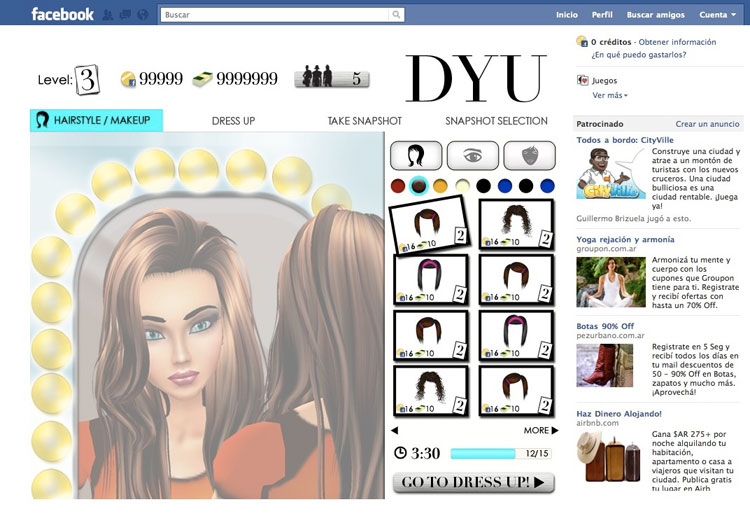 facebook
Buscar
Inicio Perfil Buscar amigos Cuenta
Level: 3 99999 9999999 5
DYU
HAIRSTYLE / MAKEUP DRESS UP TAKE SNAPSHOT SNAPSHOT SELECTION
16 10 2 16 10 2
16 10 2 16 10 2
16 10 2 16 10 2
16 10 2 16 10 2
MORE
3:30 12/15
GO TO DRESS UP!
0 créditos - Obtener información
¿En qué puedo gastarlos?
Juegos
Ver más
Patrocinado Crear un anuncio
Todos a bordo: CityVille
CityVille
Construye una ciudad y
atrae a un montón de
turistas con los nuevos
cruceros. Una ciudad
bulliciosa es una
ciudad rentable. ¡Juega
ya!
Guillermo Brizuela jugó a esto.
Yoga rejación y armonía
groupon.com.ar
Armonizá tu mente y
cuerpo con los
cupones que Groupon
tiene para ti. Registrate
y recibí ofertas con
hasta un 70% Off.
Botas 90% Off
pezurbano.com.ar
Registrate en 5 Seg y
recibí todos los días en
tu mail descuentos de
50 - 90% Off en Botas,
zapatos y mucho más.
¡Aprovechá!
Haz Dinero Alojando!
airbnb.com
Gana $AR 275+ por
noche alquilando tu
habitación,
apartamento o casa a
viajeros que visitan tu
ciudad. Publica gratis
tu lugar en Airb